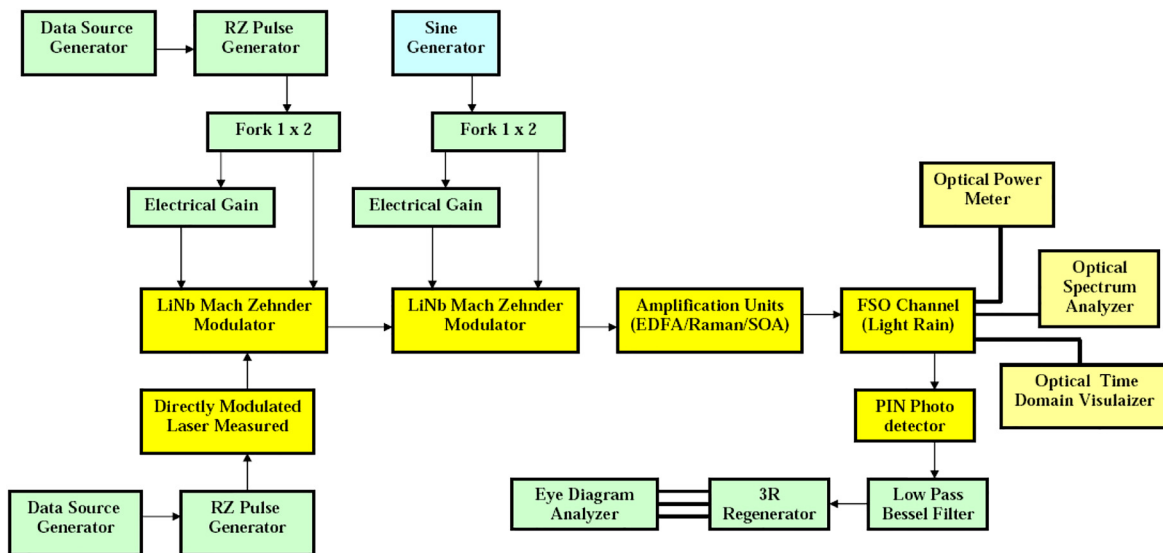 Data Source
Generator
RZ Pulse
Generator
Sine
Generator
Fork 1 x 2
Fork 1 x 2
Electrical Gain
Electrical Gain
Optical Power
Meter
LiNb Mach Zehnder
Modulator
LiNb Mach Zehnder
Modulator
Amplification Units
(EDFA/Raman/SOA)
FSO Channel
(Light Rain)
Optical
Spectrum
Analyzer
Optical Time
Domain Visulaizer
Directly Modulated
Laser Measured
PIN Photo
detector
Data Source
Generator
RZ Pulse
Generator
Eye Diagram
Analyzer
3R
Regenerator
Low Pass
Bessel Filter